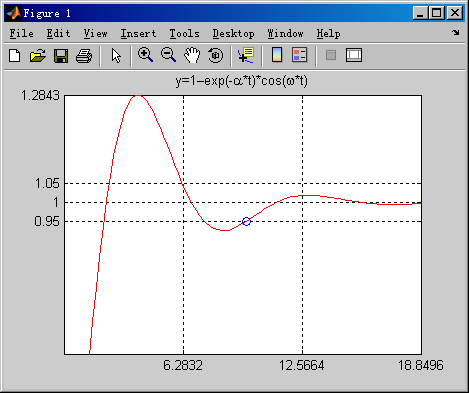 Figure 1
File Edit View Insert Tools Desktop Window Help
y=1-exp(-α*t)*cos(ω*t)
1.2843
1.05
1
0.95
6.2832 12.5664 18.8496